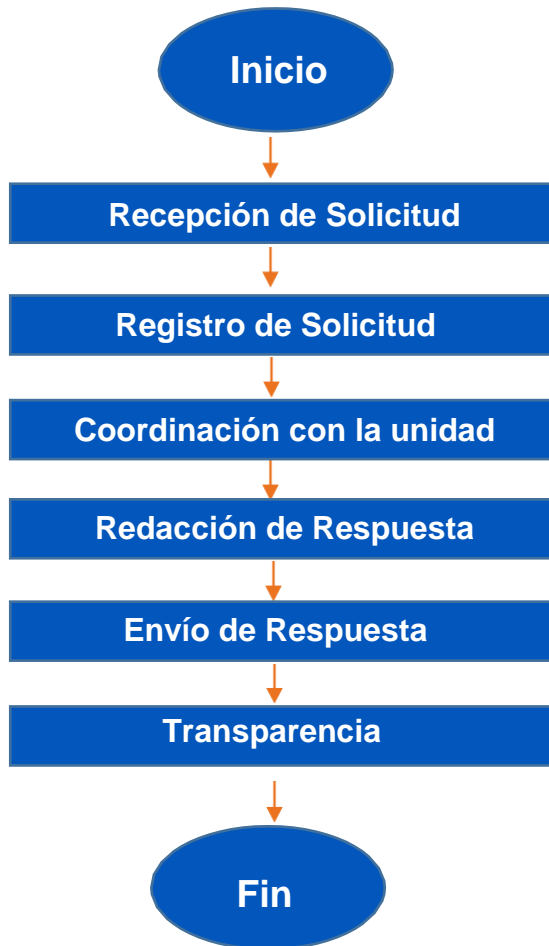 Inicio
Recepción de Solicitud
Registro de Solicitud
Coordinación con la unidad
Redacción de Respuesta
Envío de Respuesta
Transparencia
Fin